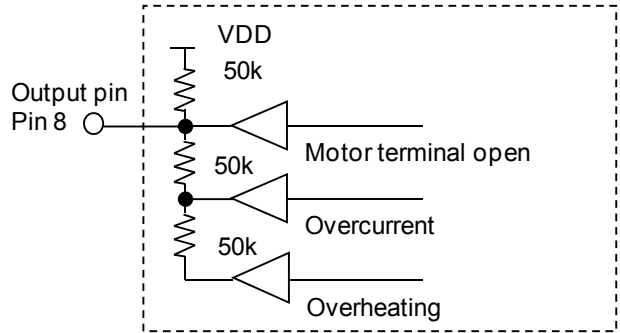 VDD
50k
Output pin
Pin 8
Motor terminal open
50k
Overcurrent
50k
Overheating